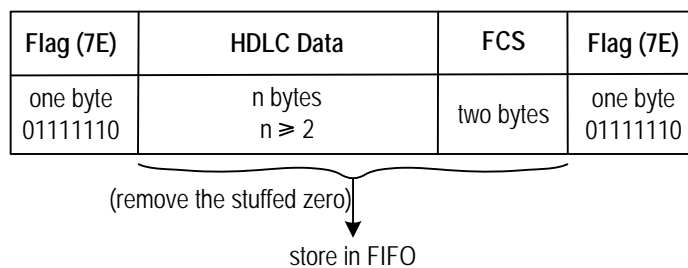 Flag (7E) HDLC Data FCS Flag (7E)
one byte n bytes two bytes one byte
01111110 n ⩾ 2 01111110
(remove the stuffed zero)
store in FIFO